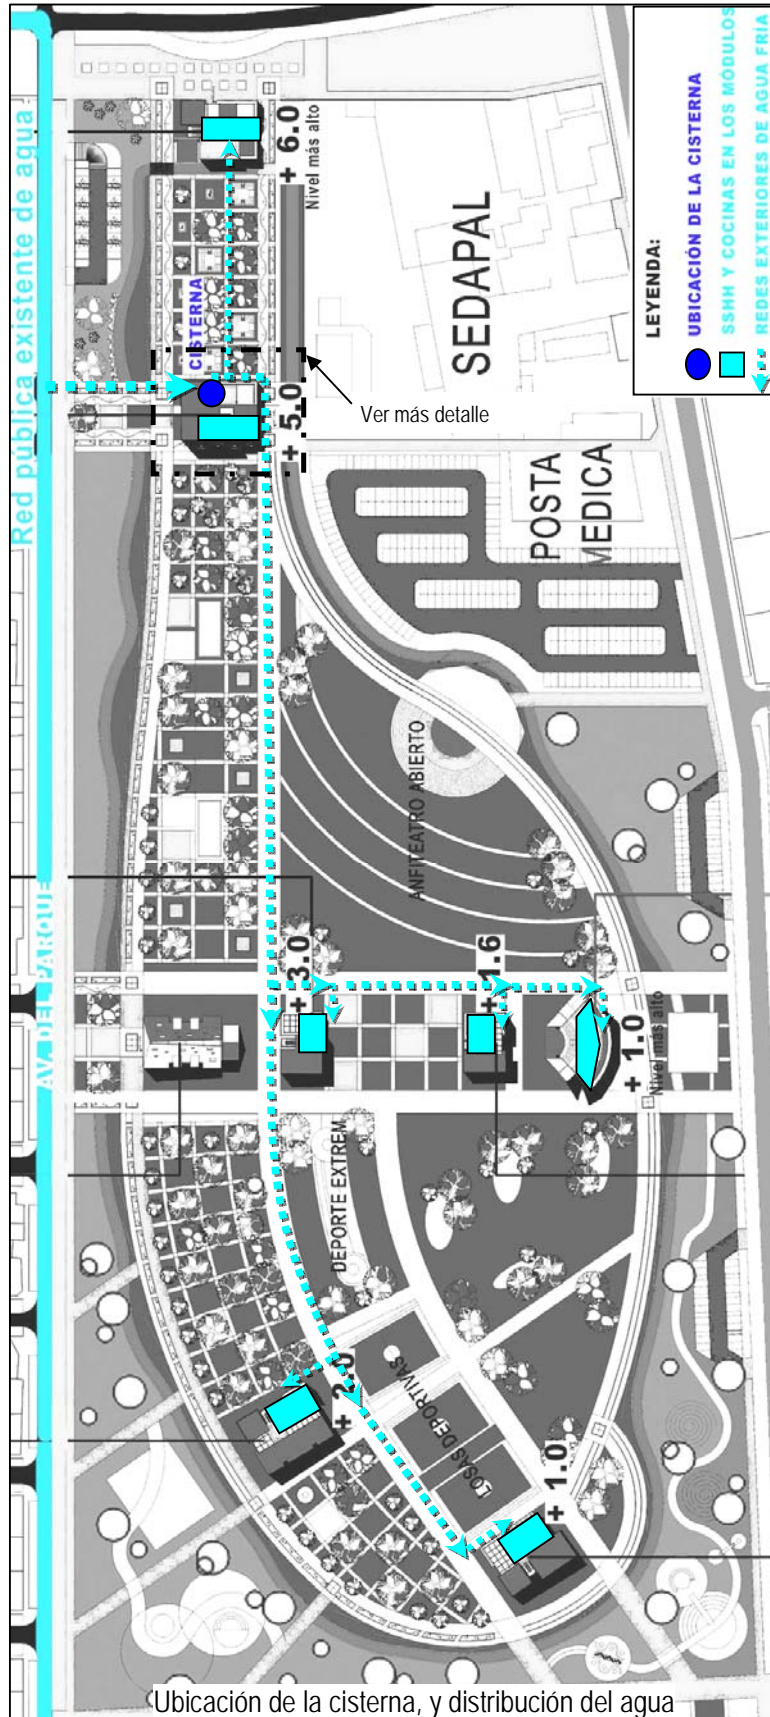 Red pública existente de agua
AV. DEL PARQUE
+ 6.0
Nivel más alto
CISTERNA
+ 5.0
Ver más detalle
SEDAPAL
POSTA
MEDICA
LEYENDA:
UBICACIÓN DE LA CISTERNA
SSHH Y COCINAS EN LOS MÓDULOS
REDES EXTERIORES DE AGUA FRÍA
ANFITEATRO ABIERTO
+ 3.0
+ 1.6
+ 1.0
Nivel más alto
DEPORTE EXTREM
LOSAS DEPORTIVAS
+ 2.0
+ 1.0
Ubicación de la cisterna, y distribución del agua